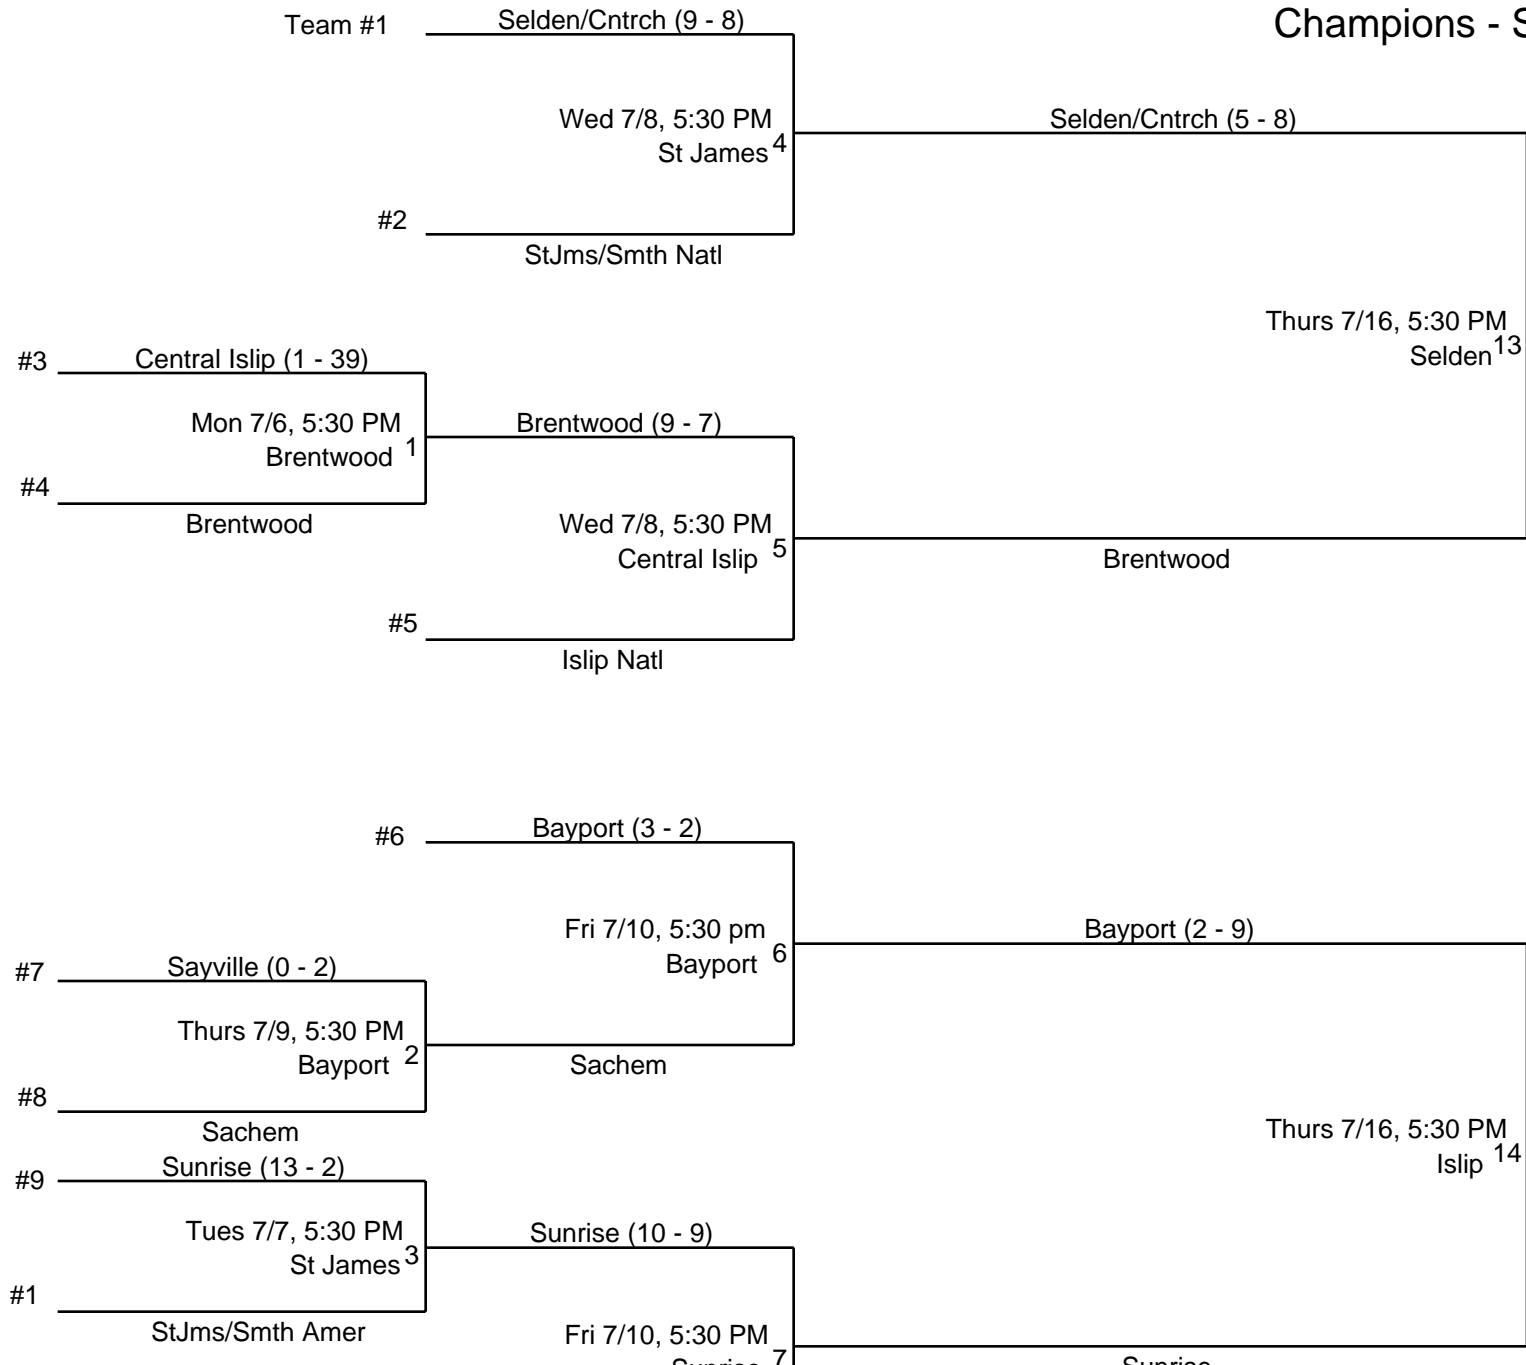 Team #1
Selden/Cntrch (9 - 8)
Champions - S
Wed 7/8, 5:30 PM
St James 4
Selden/Cntrch (5 - 8)
#2
StJms/Smth Natl
Thurs 7/16, 5:30 PM
Selden 13
#3
Central Islip (1 - 39)
Mon 7/6, 5:30 PM
Brentwood 1
Brentwood (9 - 7)
#4
Brentwood
Wed 7/8, 5:30 PM
Central Islip 5
Brentwood
#5
Islip Natl
#6
Bayport (3 - 2)
Fri 7/10, 5:30 pm
Bayport 6
Bayport (2 - 9)
#7
Sayville (0 - 2)
Thurs 7/9, 5:30 PM
Bayport 2
Sachem
#8
Sachem
Thurs 7/16, 5:30 PM
Islip 14
#9
Sunrise (13 - 2)
Tues 7/7, 5:30 PM
St James 3
Sunrise (10 - 9)
#1
StJms/Smth Amer
Fri 7/10, 5:30 PM
Sunrise 7
Sunrise